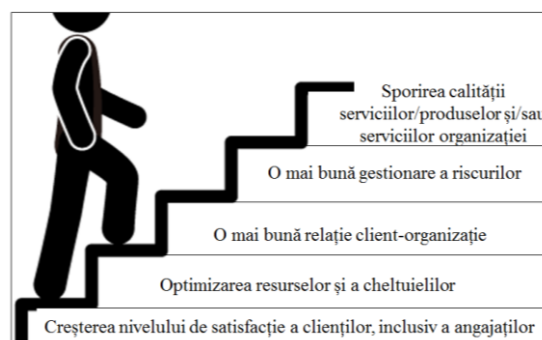 Sporirea calității
serviciilor/produselor și/sau
serviciilor organizației
O mai bună gestionare a riscurilor
O mai bună relație client-organizație
Optimizarea resurselor și a cheltuielilor
Creșterea nivelului de satisfacție a clienților, inclusiv a angajaților